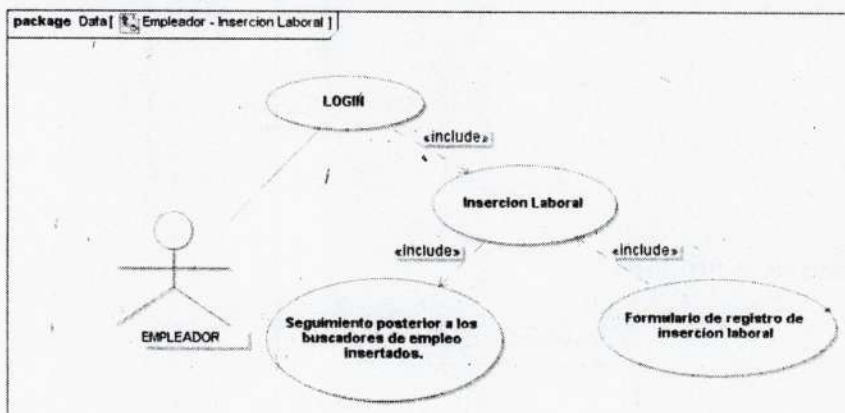 package Data[ Empleador - Insercion Laboral ]
LOGIN
«include»
Insercion Laboral
«include»
«include»
Seguimiento posterior a los
buscadores de empleo
insertados.
Formulario de registro de
insercion laboral
EMPLEADOR